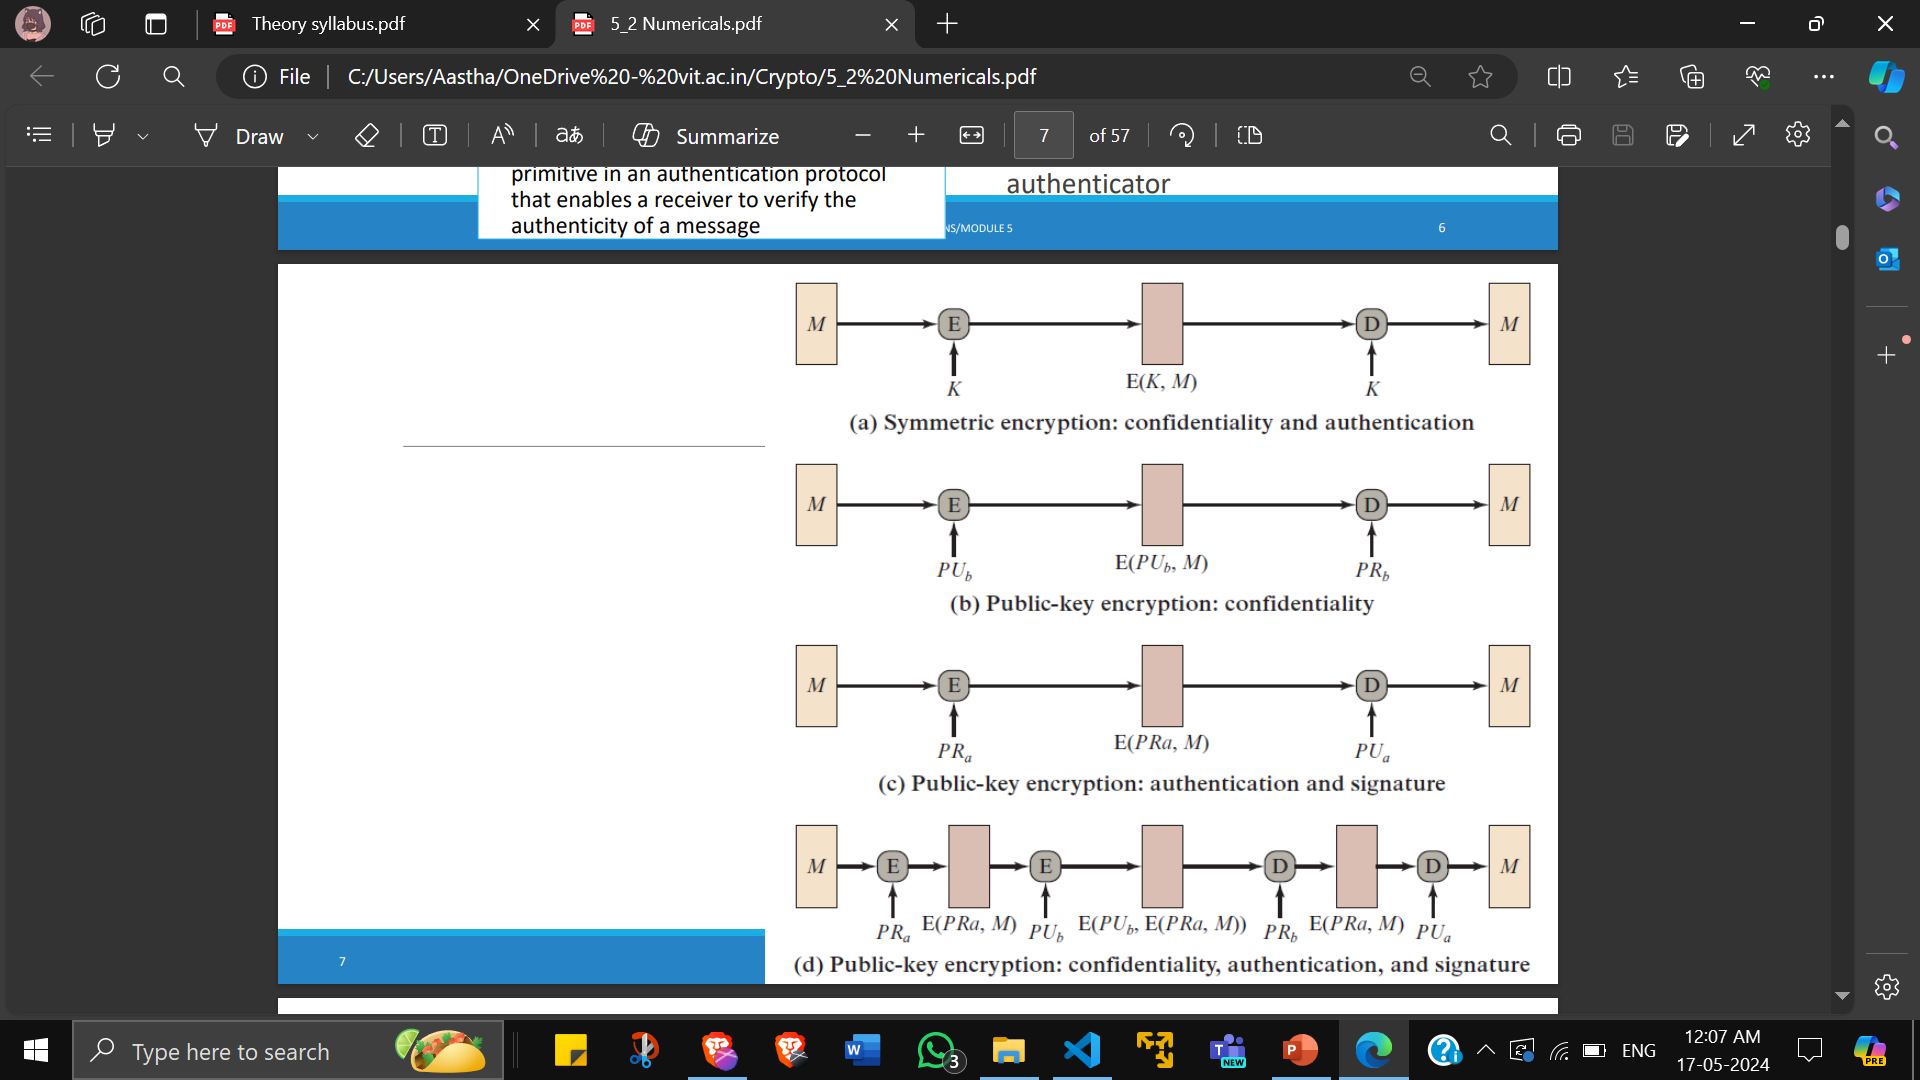 Theory syllabus.pdf
5_2 Numericals.pdf
File
C:/Users/Aastha/OneDrive%20-%20vit.ac.in/Crypto/5_2%20Numericals.pdf
Draw
Summarize
7
of 57
primitive in an authentication protocol
that enables a receiver to verify the
authenticity of a message
authenticator
NS/MODULE 5
6
M
E
D
M
K
E(K, M)
K
(a) Symmetric encryption: confidentiality and authentication
M
E
D
M
PUb
E(PUb, M)
PRb
(b) Public-key encryption: confidentiality
M
E
D
M
PRa
E(PRa, M)
PUa
(c) Public-key encryption: authentication and signature
M
E
E
D
D
M
PRa
E(PRa, M)
PUb
E(PUb, E(PRa, M))
PRb
E(PRa, M)
PUa
(d) Public-key encryption: confidentiality, authentication, and signature
7
Type here to search
3
NEW
ENG
12:07 AM
17-05-2024
PRE